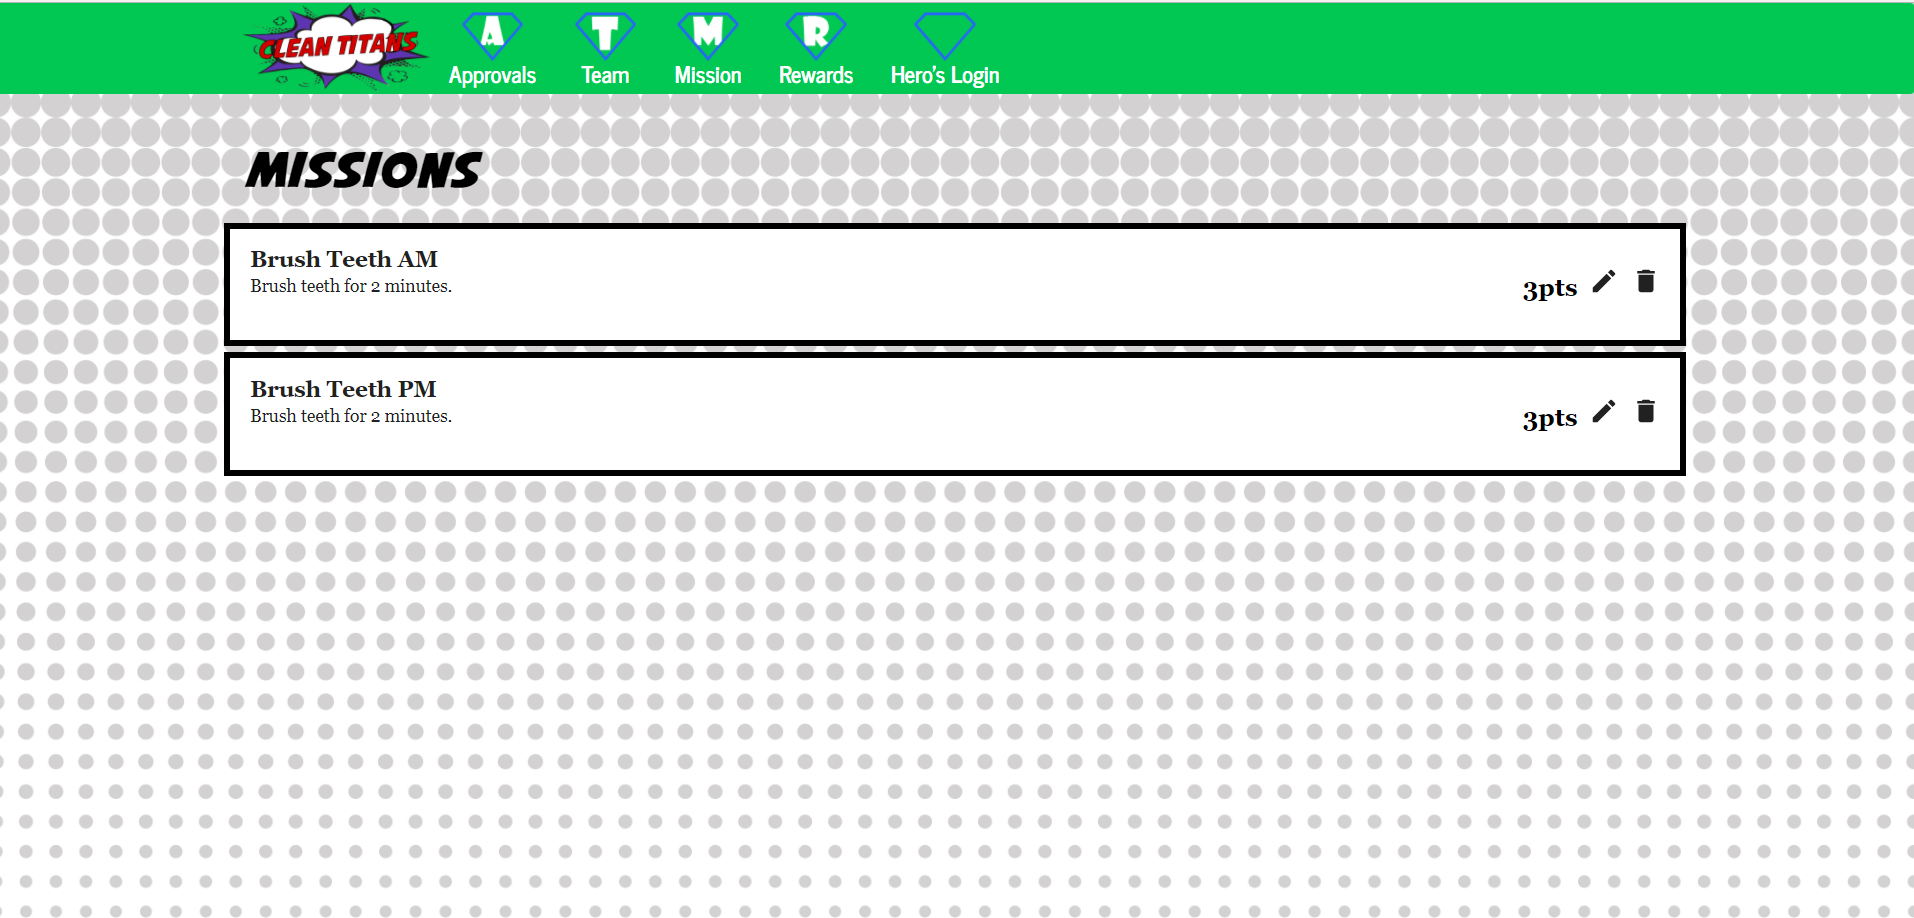 CLEAN TITANS
A
T
M
R
Approvals
Team
Mission
Rewards
Hero's Login
MISSIONS
Brush Teeth AM
Brush teeth for 2 minutes.
3pts
Brush Teeth PM
Brush teeth for 2 minutes.
3pts